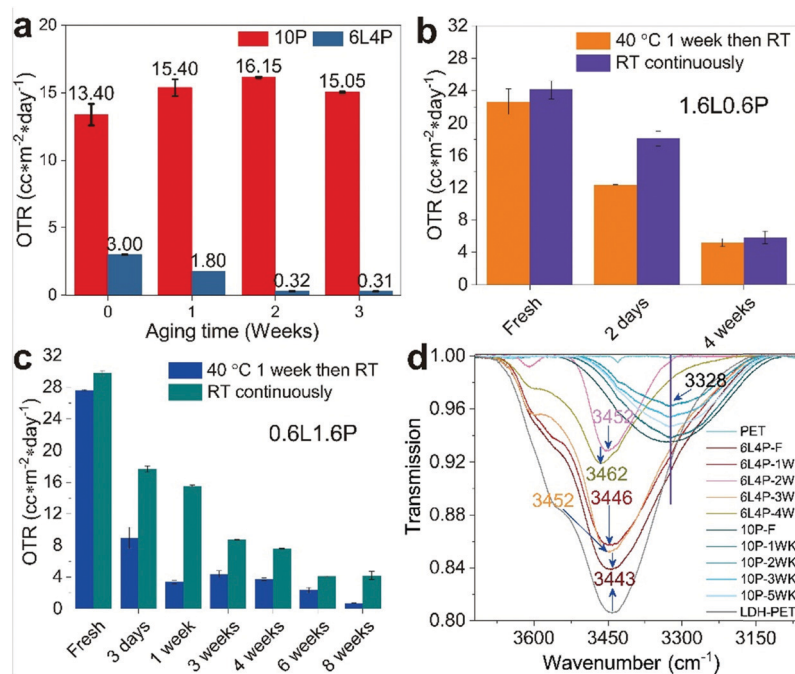 a
10P
6L4P
OTR (cc*m⁻²*day⁻¹)
20
15
10
5
0
13.40
15.40
16.15
15.05
3.00
1.80
0.32
0.31
0
1
2
3
Aging time (Weeks)
b
40 °C 1 week then RT
RT continuously
1.6L0.6P
OTR (cc*m⁻²*day⁻¹)
32
28
24
20
16
12
8
4
0
Fresh
2 days
4 weeks
c
40 °C 1 week then RT
RT continuously
0.6L1.6P
OTR (cc*m⁻²*day⁻¹)
32
28
24
20
16
12
8
4
0
Fresh
3 days
1 week
3 weeks
4 weeks
6 weeks
8 weeks
d
Transmission
1.00
0.96
0.92
0.88
0.84
0.80
3328
3452
3462
3452
3446
3443
PET
6L4P-F
6L4P-1W
6L4P-2W
6L4P-3W
6L4P-4W
10P-F
10P-1WK
10P-2WK
10P-3WK
10P-5WK
LDH-PET
3600
3450
3300
3150
Wavenumber (cm⁻¹)